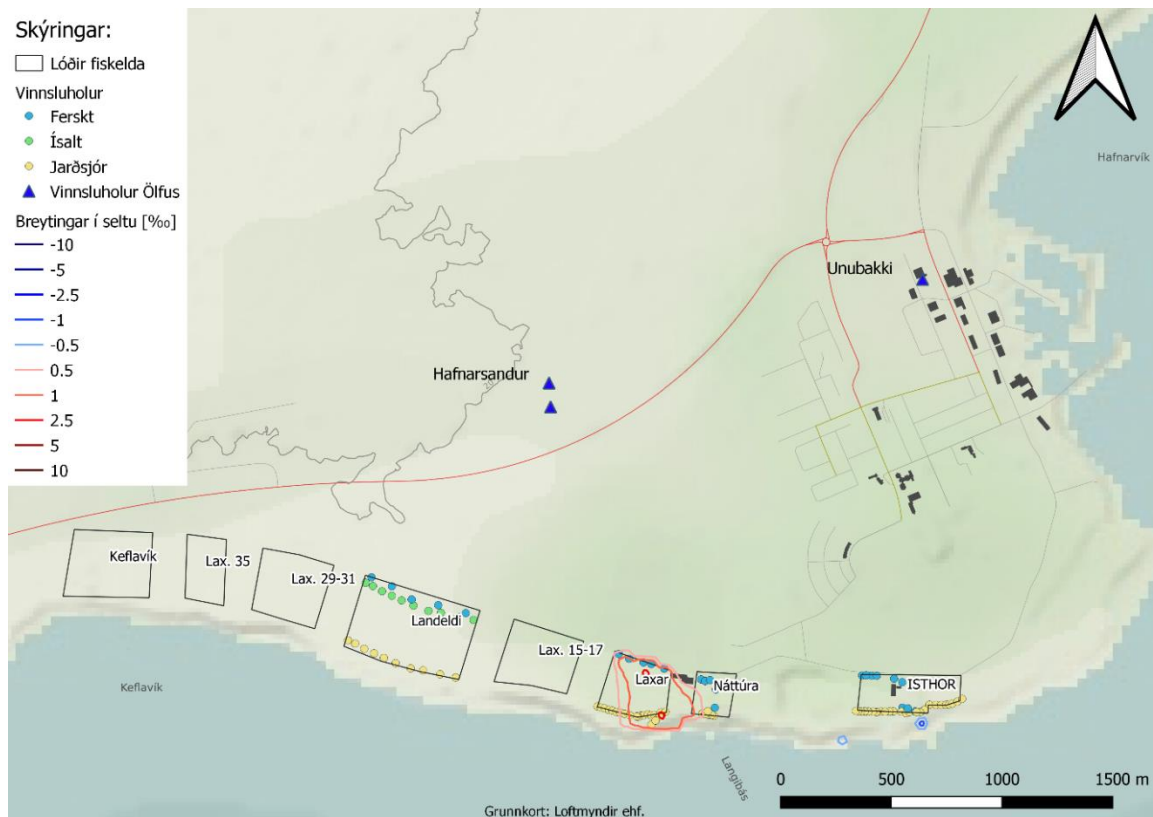 Skýringar:
Lóðir fiskelda
Vinnsluholur
Ferskt
Ísalt
Jarðsjór
Vinnsluholur Ölfus
Breytingar í seltu [‰]
-10
-5
-2.5
-1
-0.5
0.5
1
2.5
5
10
Hafnarvík
Unubakki
Hafnarsandur
20
Keflavík
Lax. 35
Lax. 29-31
Landeldi
Lax. 15-17
Laxar
Náttúra
ISTHOR
Keflavík
Langibás
0 500 1000 1500 m
Grunnkort: Loftmyndir ehf.